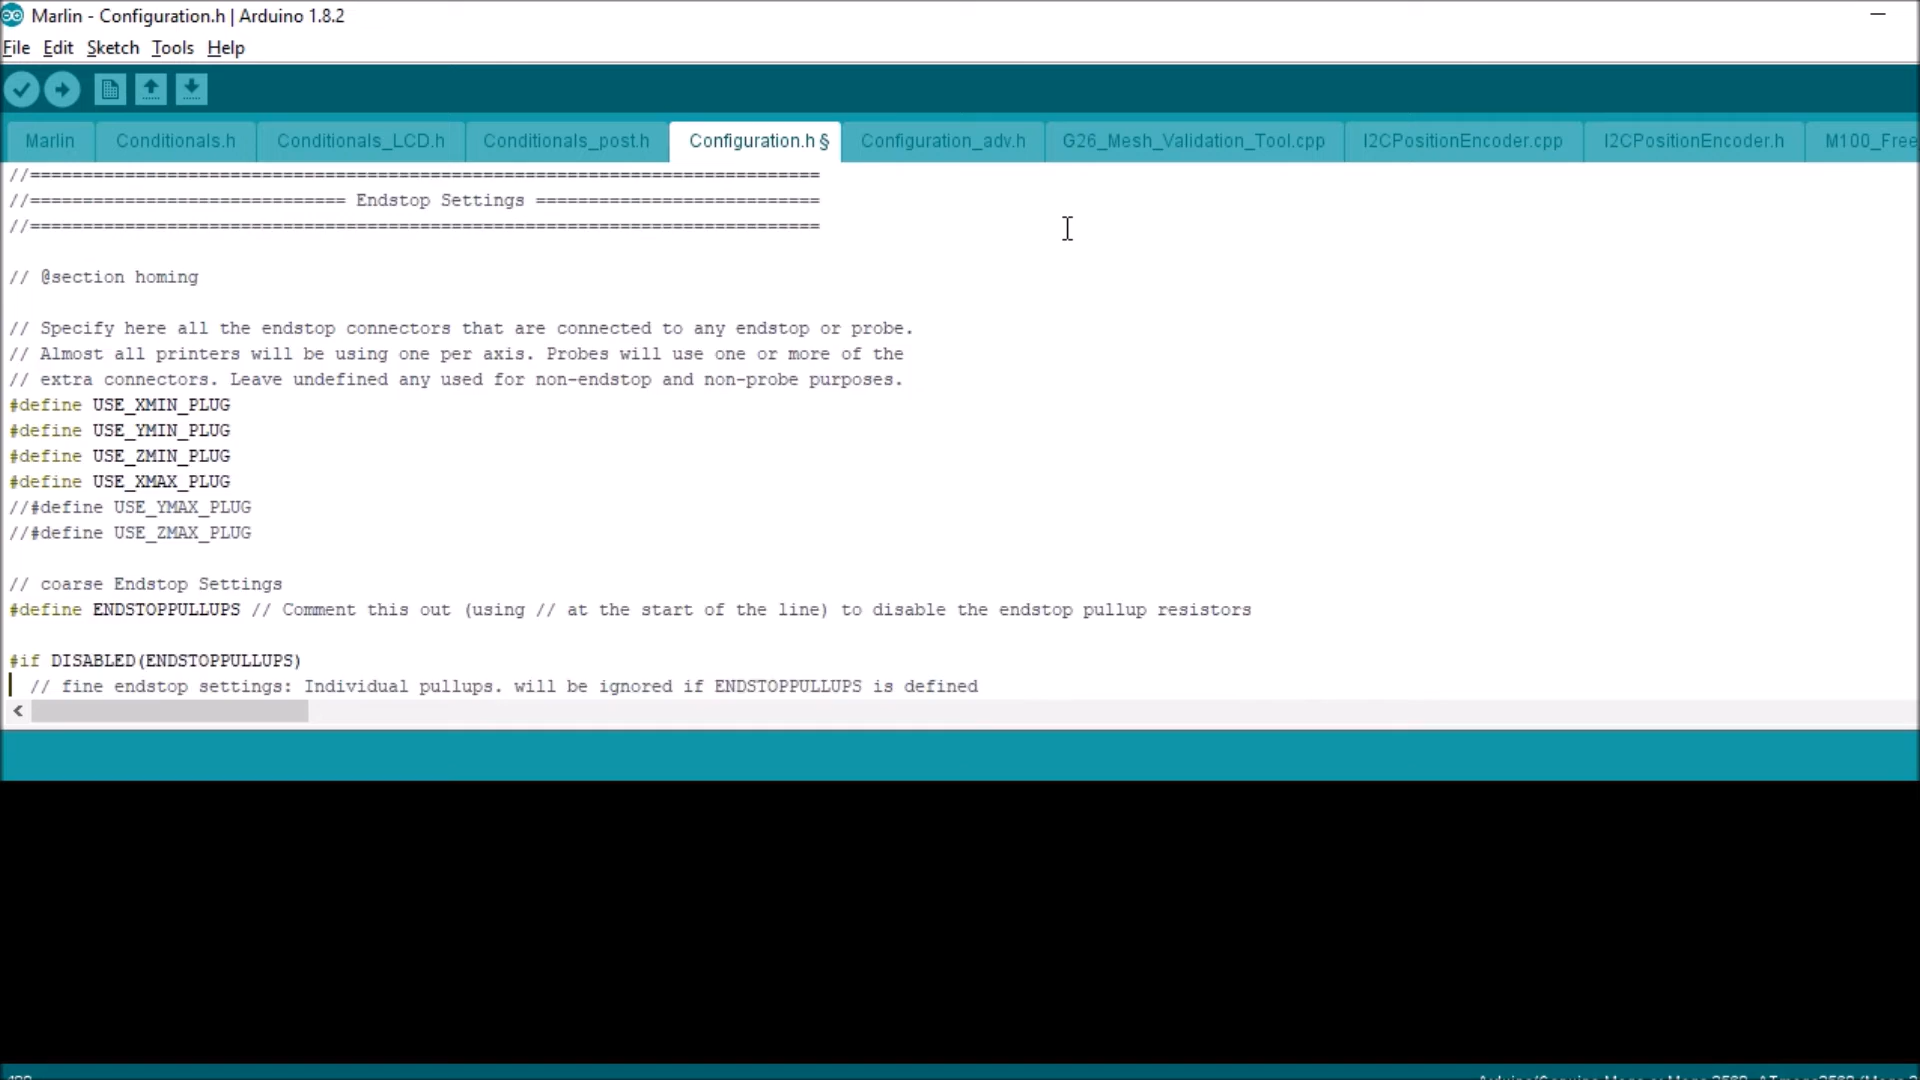 Marlin - Configuration.h | Arduino 1.8.2
File Edit Sketch Tools Help
Marlin Conditionals.h Conditionals_LCD.h Conditionals_post.h Configuration.h § Configuration_adv.h G26_Mesh_Validation_Tool.cpp I2CPositionEncoder.cpp I2CPositionEncoder.h M100_Free
//===========================================================================
//============================== Endstop Settings ===========================
//===========================================================================
// @section homing
// Specify here all the endstop connectors that are connected to any endstop or probe.
// Almost all printers will be using one per axis. Probes will use one or more of the
// extra connectors. Leave undefined any used for non-endstop and non-probe purposes.
#define USE_XMIN_PLUG
#define USE_YMIN_PLUG
#define USE_ZMIN_PLUG
#define USE_XMAX_PLUG
//#define USE_YMAX_PLUG
//#define USE_ZMAX_PLUG
// coarse Endstop Settings
#define ENDSTOPPULLUPS // Comment this out (using // at the start of the line) to disable the endstop pullup resistors
#if DISABLED(ENDSTOPPULLUPS)
// fine endstop settings: Individual pullups. will be ignored if ENDSTOPPULLUPS is defined